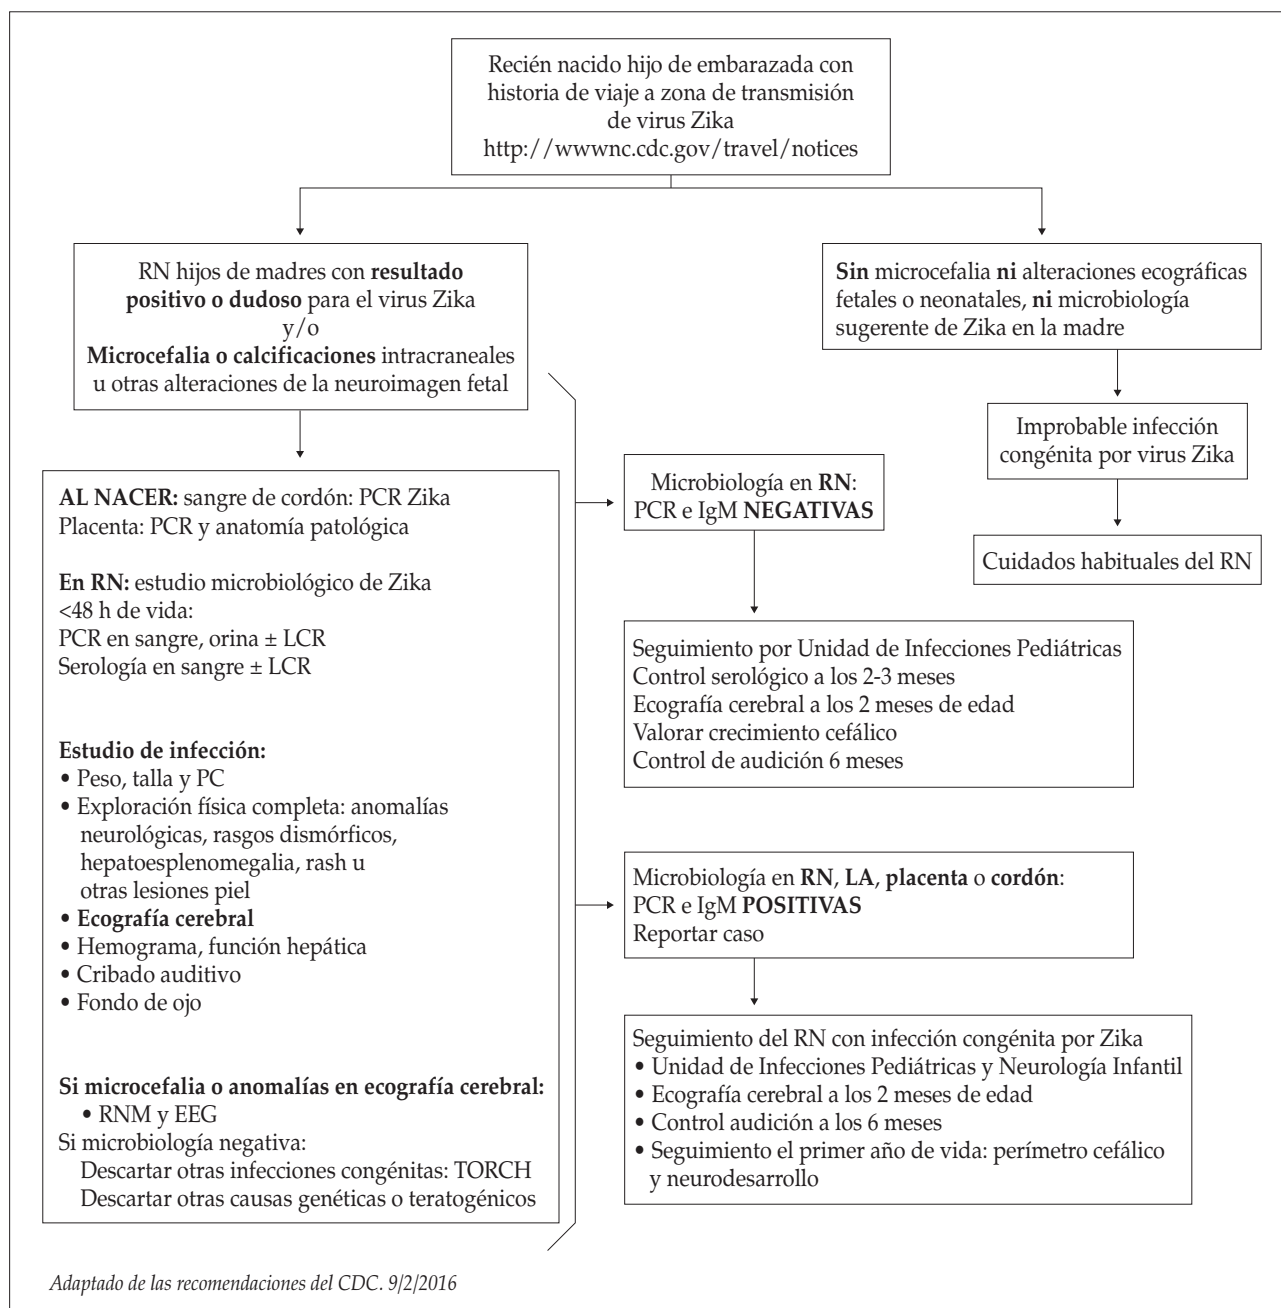 Recién nacido hijo de embarazada con
historia de viaje a zona de transmisión
de virus Zika
http://wwwnc.cdc.gov/travel/notices
RN hijos de madres con resultado
positivo o dudoso para el virus Zika
y/o
Microcefalia o calcificaciones intracraneales
u otras alteraciones de la neuroimagen fetal
Sin microcefalia ni alteraciones ecográficas
fetales o neonatales, ni microbiología
sugerente de Zika en la madre
Improbable infección
congénita por virus Zika
Cuidados habituales del RN
AL NACER: sangre de cordón: PCR Zika
Placenta: PCR y anatomía patológica
En RN: estudio microbiológico de Zika
<48 h de vida:
PCR en sangre, orina ± LCR
Serología en sangre ± LCR
Estudio de infección:
• Peso, talla y PC
• Exploración física completa: anomalías
neurológicas, rasgos dismórficos,
hepatoesplenomegalia, rash u
otras lesiones piel
• Ecografía cerebral
• Hemograma, función hepática
• Cribado auditivo
• Fondo de ojo
Si microcefalia o anomalías en ecografía cerebral:
• RNM y EEG
Si microbiología negativa:
Descartar otras infecciones congénitas: TORCH
Descartar otras causas genéticas o teratogénicos
Microbiología en RN:
PCR e IgM NEGATIVAS
Seguimiento por Unidad de Infecciones Pediátricas
Control serológico a los 2-3 meses
Ecografía cerebral a los 2 meses de edad
Valorar crecimiento cefálico
Control de audición 6 meses
Microbiología en RN, LA, placenta o cordón:
PCR e IgM POSITIVAS
Reportar caso
Seguimiento del RN con infección congénita por Zika
• Unidad de Infecciones Pediátricas y Neurología Infantil
• Ecografía cerebral a los 2 meses de edad
• Control audición a los 6 meses
• Seguimiento el primer año de vida: perímetro cefálico
y neurodesarrollo
Adaptado de las recomendaciones del CDC. 9/2/2016